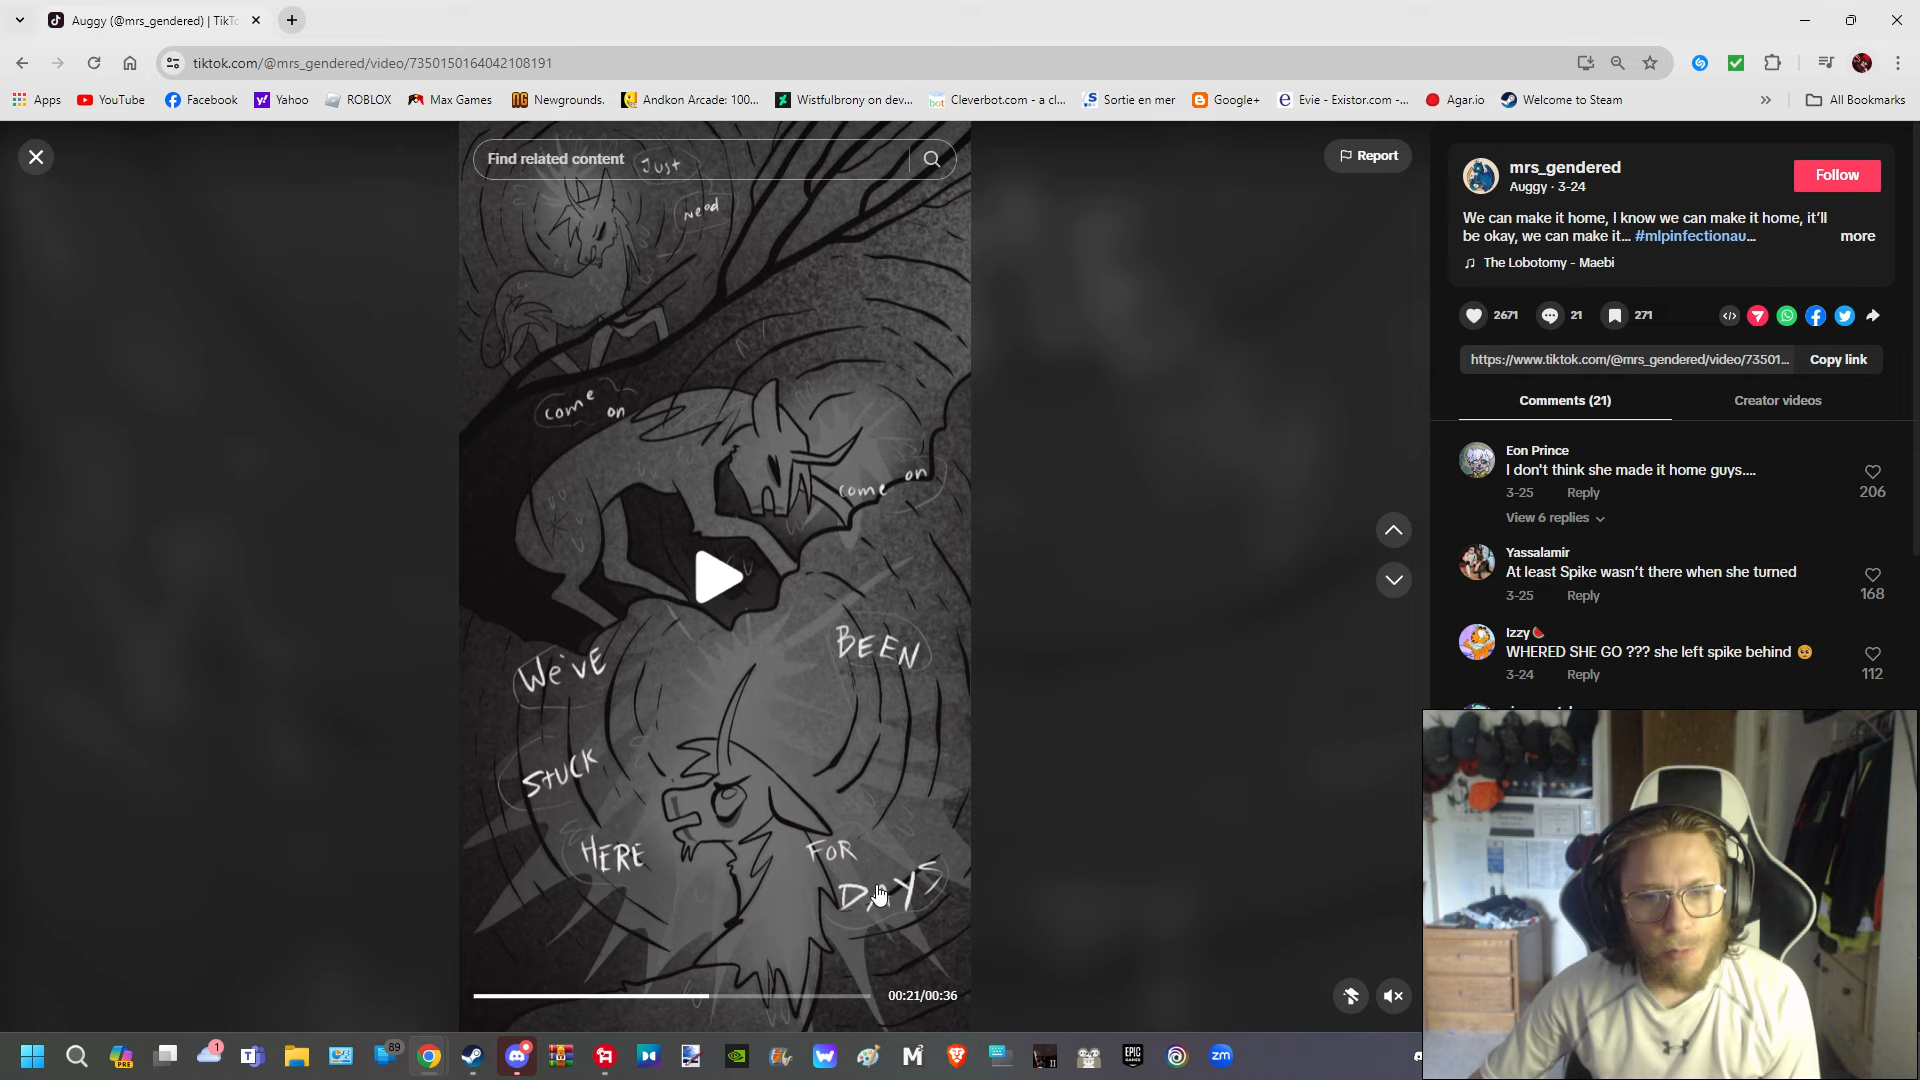 Auggy (@mrs_gendered) | TikTo
tiktok.com/@mrs_gendered/video/7350150164042108191
Apps
YouTube
Facebook
Yahoo
ROBLOX
Max Games
Newgrounds.
Andkon Arcade: 100...
Wistfulbrony on dev...
Cleverbot.com - a cl...
Sortie en mer
Google+
Evie - Existor.com -...
Agar.io
Welcome to Steam
All Bookmarks
Find related content
Just
need
come on
come on
WE'VE
BEEN
STUCK
HERE
FOR
DAYS
00:21/00:36
Report
mrs_gendered
Auggy · 3-24
Follow
We can make it home, I know we can make it home, it'll
be okay, we can make it... #mlpinfectionau...
more
The Lobotomy - Maebi
2671
21
271
https://www.tiktok.com/@mrs_gendered/video/73501...
Copy link
Comments (21)
Creator videos
Eon Prince
I don't think she made it home guys....
3-25 Reply
206
View 6 replies
Yassalamir
At least Spike wasn't there when she turned
3-25 Reply
168
Izzy🍉
WHERED SHE GO ??? she left spike behind 🥺
3-24 Reply
112
1
89
PRE
EPIC
GAMES
zm